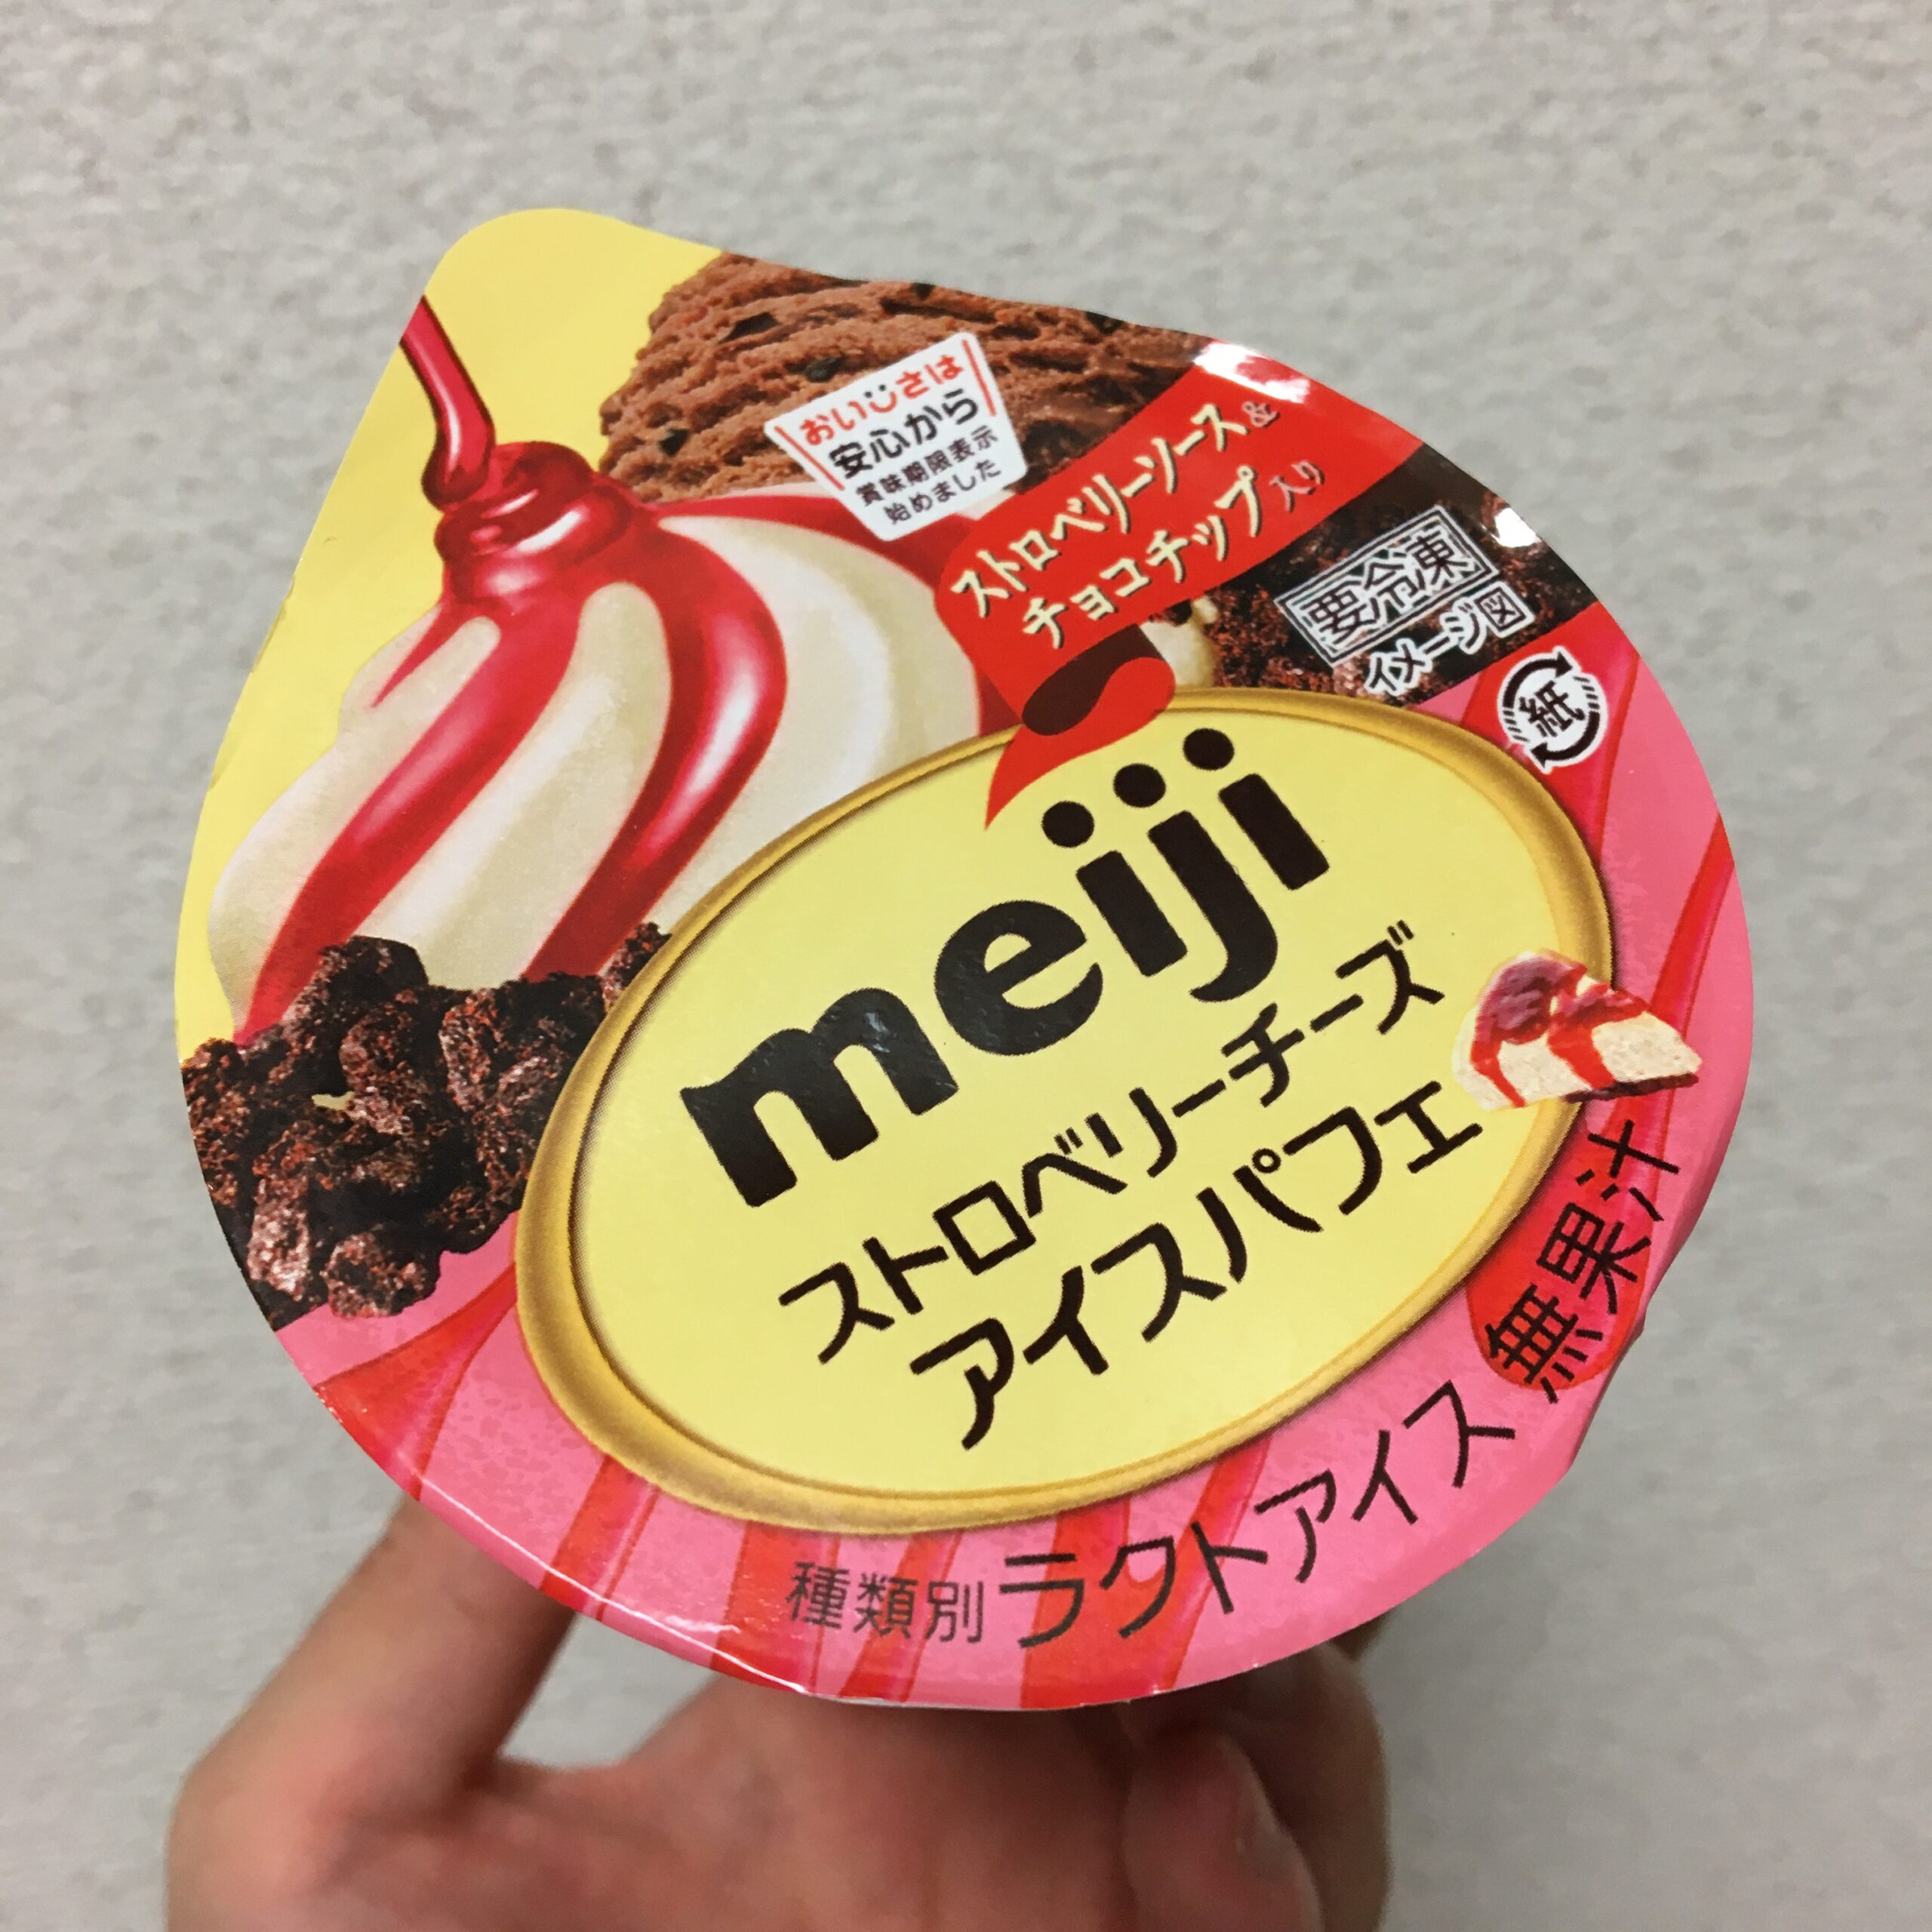 おいしさは
安心から
賞味期限表示
始めました
ストロベリーソース&
チョコチップ入り
要冷凍
イメージ図
紙
meiji
ストロベリーチーズ
アイスパフェ
無果汁
種類別 ラクトアイス